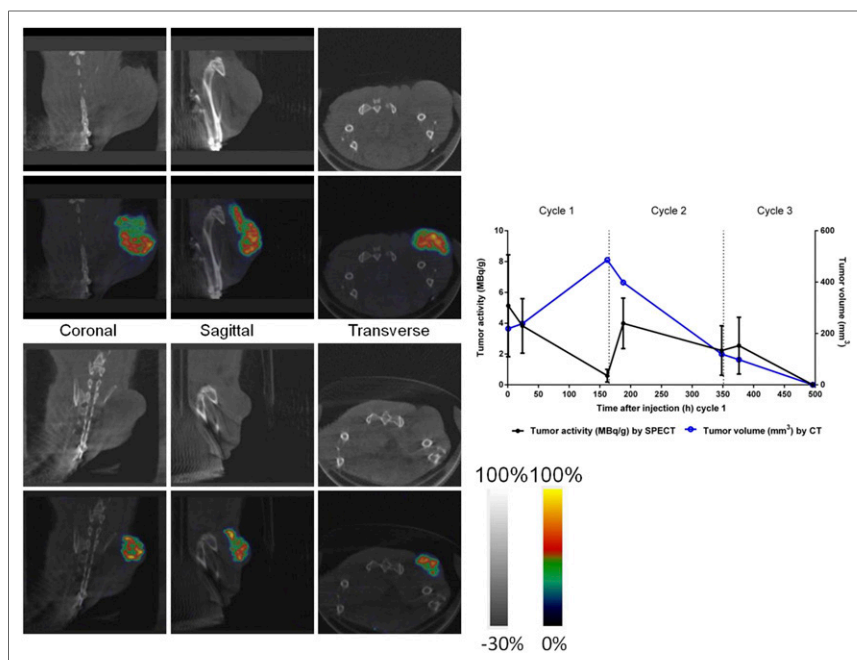 Coronal
Sagittal
Transverse
Cycle 1
Cycle 2
Cycle 3
10
8
6
4
2
0
Tumor activity (MBq/g)
600
400
200
0
Tumor volume (mm³)
0
50
100
150
200
250
300
350
400
450
500
Time after injection (h) cycle 1
Tumor activity (MBq/g) by SPECT
Tumor volume (mm³) by CT
100%
100%
-30%
0%